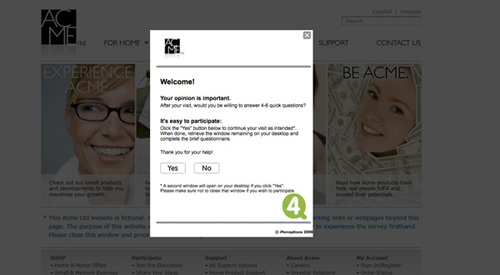 Español | Français
AC
ME ltd
Search
FOR HOME
SUPPORT
CONTACT US
EXPERIENCE
ACME
BE ACME.
AC
ME
Welcome!
Your opinion is important.
After your visit, would you be willing to answer 4-6 quick questions?
It's easy to participate:
Click the "Yes" button below to continue your visit as intended*.
When done, retrieve the window remaining on your desktop and
complete the brief questionnaire.
Thank you for your help!
Yes No
* A second window will open on your desktop if you click "Yes".
Please make sure not to close that window if you wish to participate
4
© iPerceptions 2008
Check out our latest products
and developments to help you
maximize your
Read how Acme products have
help real people fulfill and
exceed their potentials.
* This Acme Ltd website is fictional.
king links or webpages beyond this
page. The purpose of this website
to experience the survey firsthand.
Please close this window and
SHOP
Participate
Support
About Acme
My Account
Home & Home Office
Join the Discussion
All Support Options
Careers
Sign-in/Register
Small & Medium Business
Share Your Ideas
Home Product Support
Investor Relations
Order Status